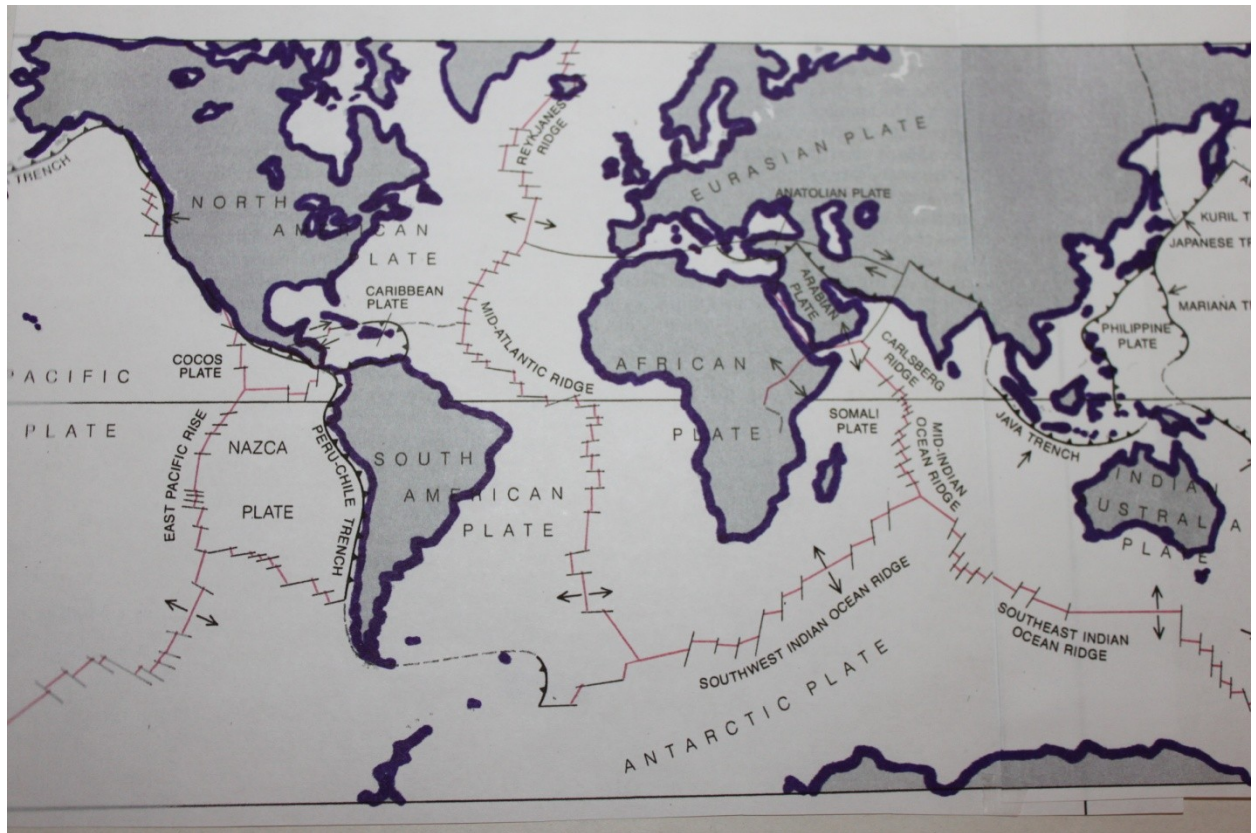 REYKJANES
RIDGE
EURASIAN PLATE
ANATOLIAN PLATE
TRENCH
NORTH
AMERICAN
LATE
CARIBBEAN
PLATE
ARABIAN
PLATE
KURIL T
JAPANESE TR
MARIANA T
PHILIPPINE
PLATE
COCOS
PLATE
MID-ATLANTIC RIDGE
AFRICAN
PLATE
CARLSBERG
RIDGE
SOMALI
PLATE
MID-INDIAN
OCEAN RIDGE
PACIFIC
PLATE
EAST PACIFIC RISE
NAZCA
PLATE
PERU-CHILE TRENCH
SOUTH
AMERICAN
PLATE
JAVA TRENCH
INDIA
USTRAL A
PLATE
SOUTHWEST INDIAN OCEAN RIDGE
SOUTHEAST INDIAN
OCEAN RIDGE
ANTARCTIC PLATE